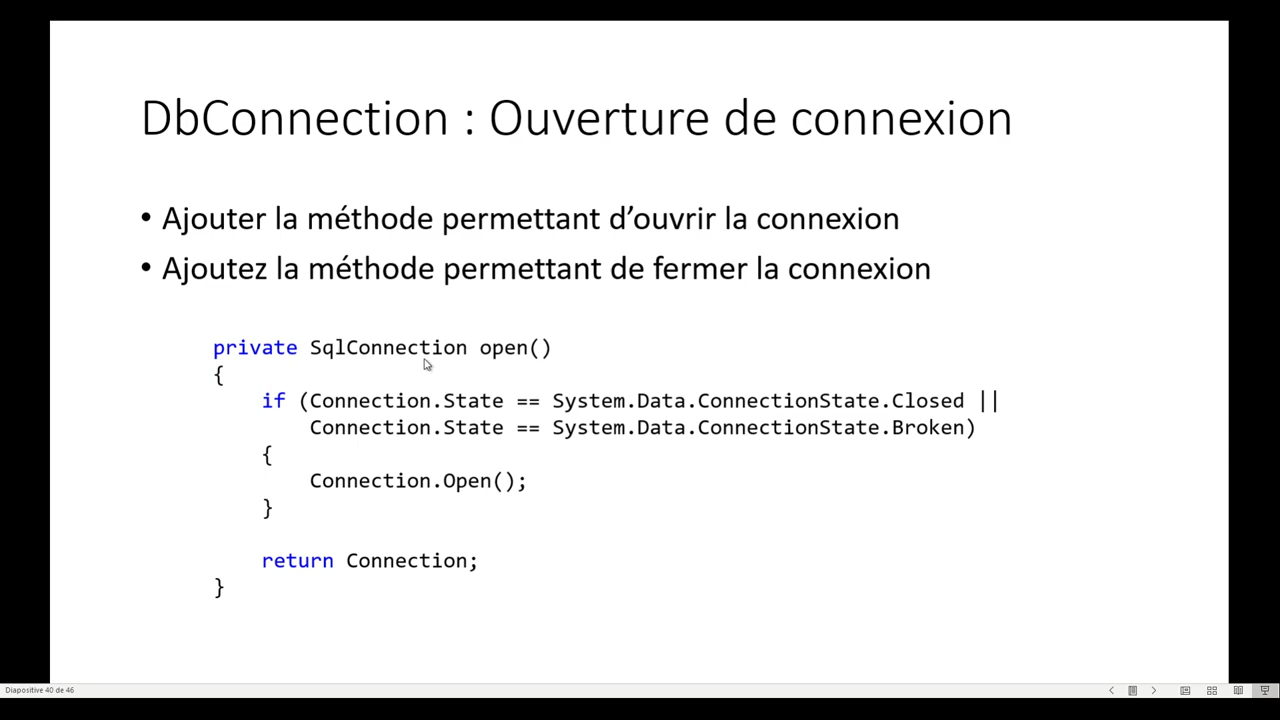 DbConnection : Ouverture de connexion
• Ajouter la méthode permettant d’ouvrir la connexion
• Ajoutez la méthode permettant de fermer la connexion
private SqlConnection open()
{
    if (Connection.State == System.Data.ConnectionState.Closed ||
        Connection.State == System.Data.ConnectionState.Broken)
    {
        Connection.Open();
    }
    return Connection;
}
Diapositive 40 de 46